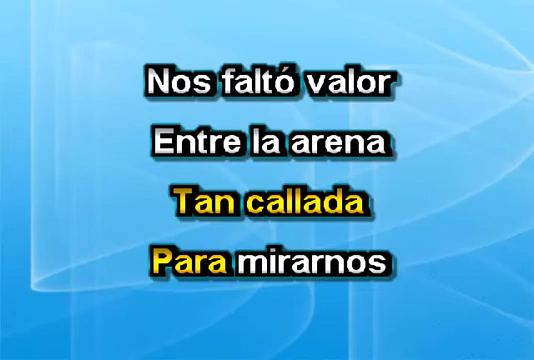 Nos faltó valor
Entre la arena
Tan callada
Para mirarnos